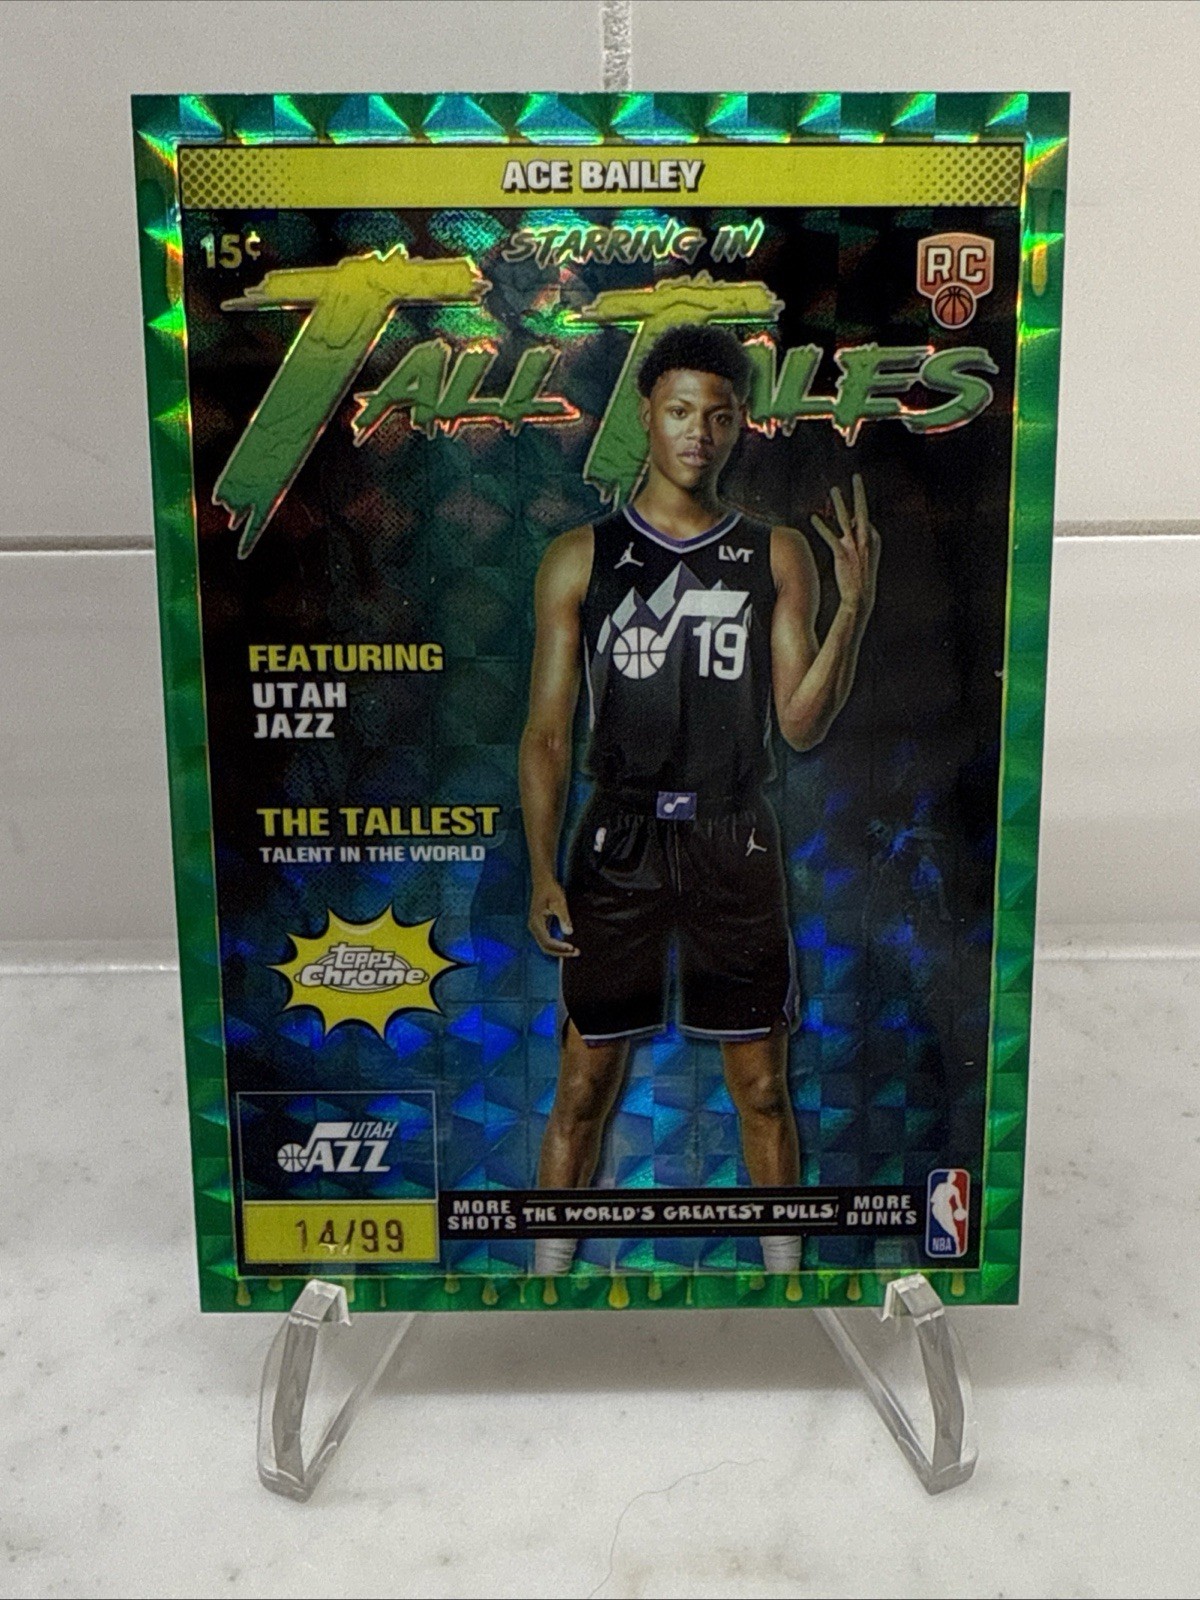 ACE BAILEY
15¢
STARRING IN
RC
TALL TALES
LVT
19
FEATURING
UTAH
JAZZ
THE TALLEST
TALENT IN THE WORLD
topps
Chrome
UTAH
JAZZ
14/99
MORE
SHOTS
THE WORLD'S GREATEST PULLS!
MORE
DUNKS
NBA